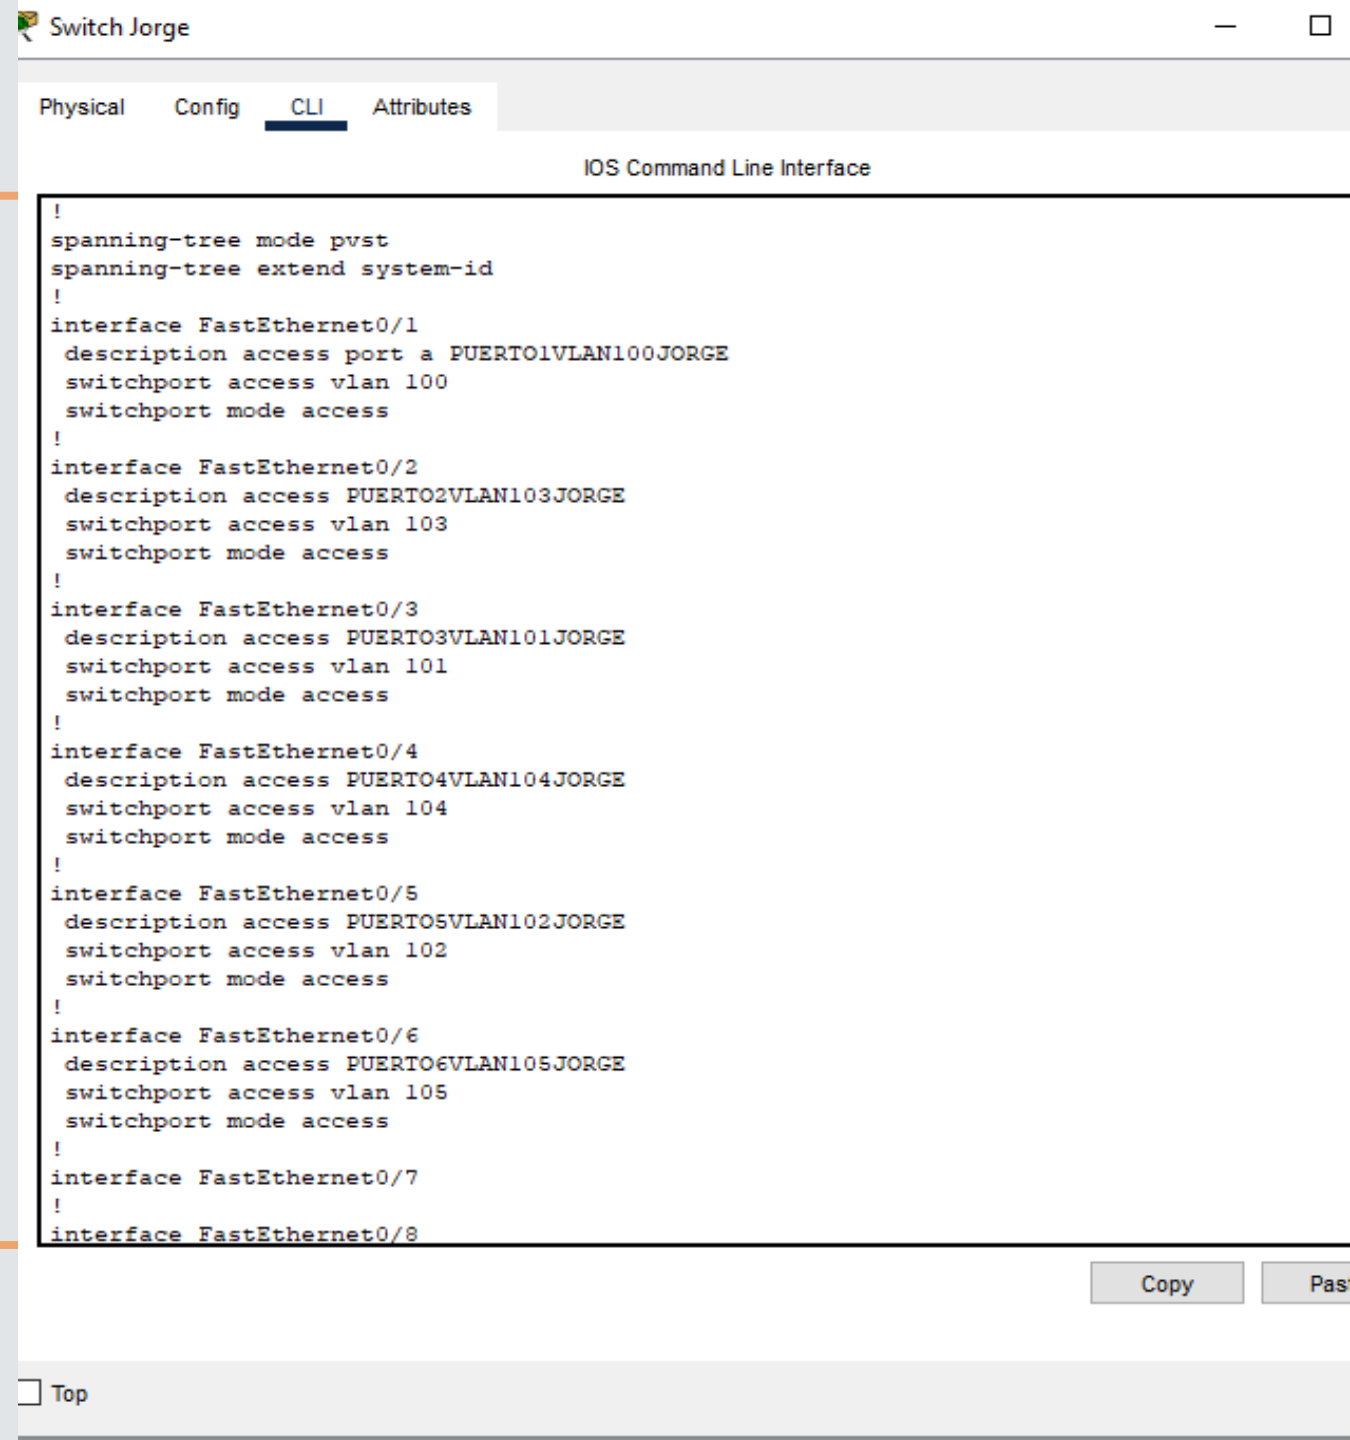 Switch Jorge
Physical Config CLI Attributes
IOS Command Line Interface
!
spanning-tree mode pvst
spanning-tree extend system-id
!
interface FastEthernet0/1
 description access port a PUERTO1VLAN100JORGE
 switchport access vlan 100
 switchport mode access
!
interface FastEthernet0/2
 description access PUERTO2VLAN103JORGE
 switchport access vlan 103
 switchport mode access
!
interface FastEthernet0/3
 description access PUERTO3VLAN101JORGE
 switchport access vlan 101
 switchport mode access
!
interface FastEthernet0/4
 description access PUERTO4VLAN104JORGE
 switchport access vlan 104
 switchport mode access
!
interface FastEthernet0/5
 description access PUERTO5VLAN102JORGE
 switchport access vlan 102
 switchport mode access
!
interface FastEthernet0/6
 description access PUERTO6VLAN105JORGE
 switchport access vlan 105
 switchport mode access
!
interface FastEthernet0/7
!
interface FastEthernet0/8
Copy
Top